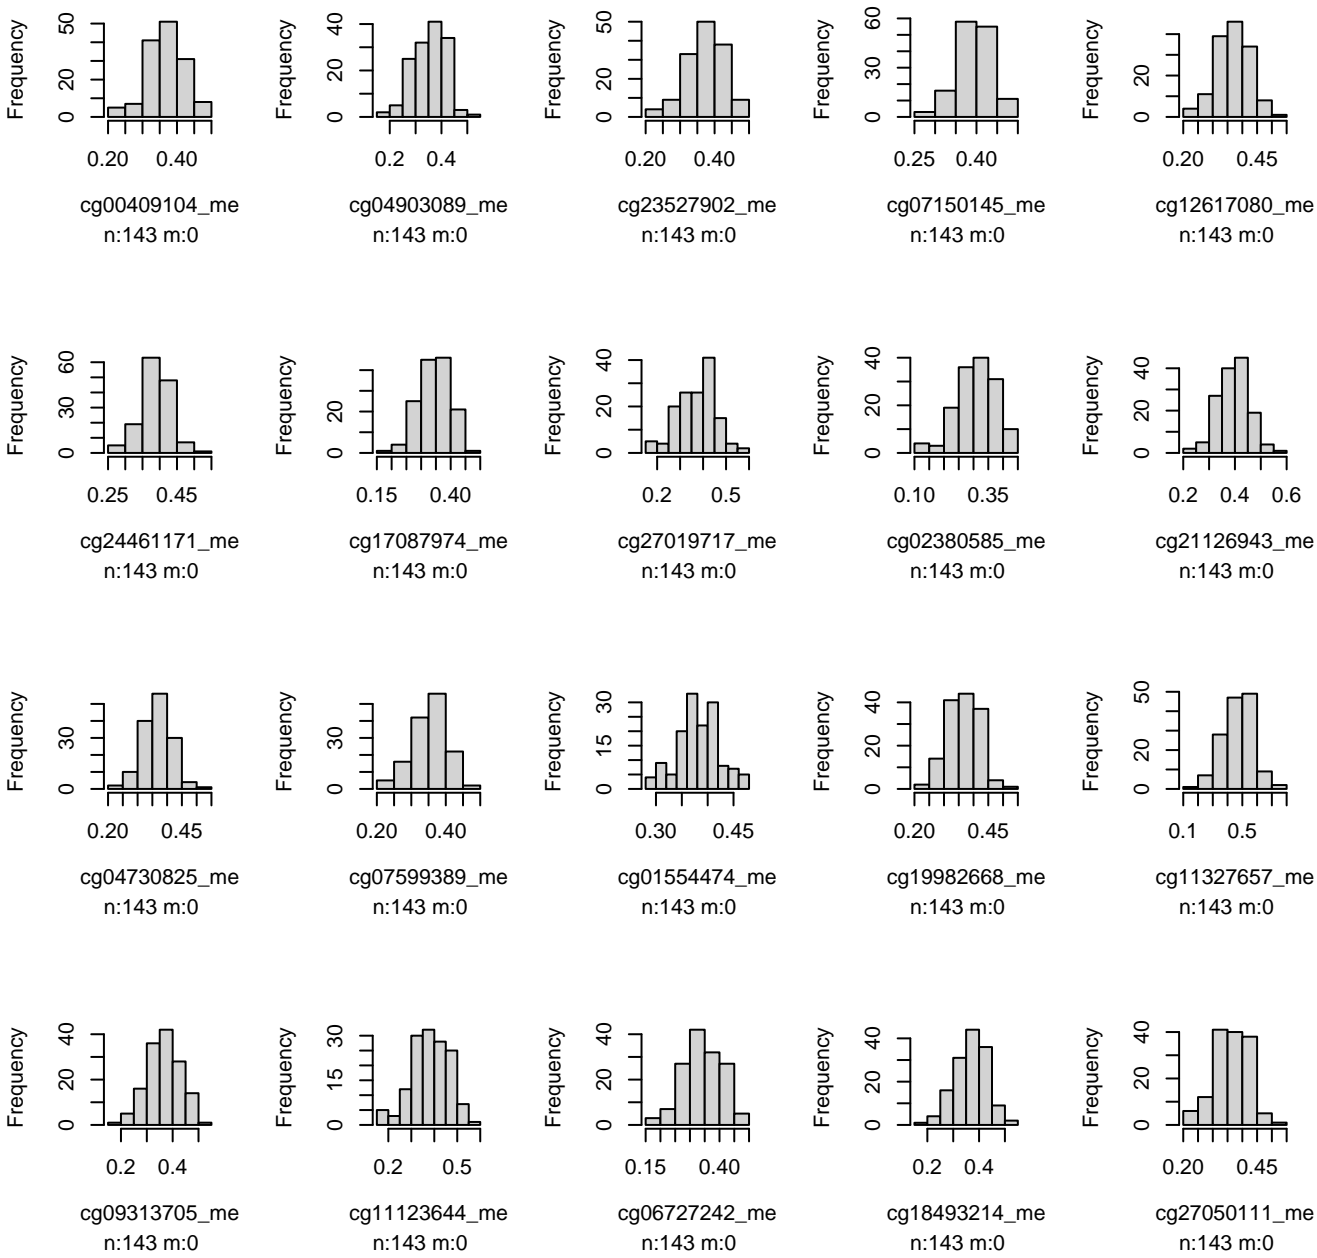 Frequency
0 20 50
0.20 0.40
cg00409104_me
n:143 m:0
Frequency
0 20 40
0.2 0.4
cg04903089_me
n:143 m:0
Frequency
0 20 50
0.20 0.40
cg23527902_me
n:143 m:0
Frequency
0 30 60
0.25 0.40
cg07150145_me
n:143 m:0
Frequency
0 20
0.20 0.45
cg12617080_me
n:143 m:0
Frequency
0 30 60
0.25 0.45
cg24461171_me
n:143 m:0
Frequency
0 20
0.15 0.40
cg17087974_me
n:143 m:0
Frequency
0 20 40
0.2 0.5
cg27019717_me
n:143 m:0
Frequency
0 20 40
0.10 0.35
cg02380585_me
n:143 m:0
Frequency
0 20 40
0.2 0.4 0.6
cg21126943_me
n:143 m:0
Frequency
0 30
0.20 0.45
cg04730825_me
n:143 m:0
Frequency
0 30
0.20 0.40
cg07599389_me
n:143 m:0
Frequency
0 15 30
0.30 0.45
cg01554474_me
n:143 m:0
Frequency
0 20 40
0.20 0.45
cg19982668_me
n:143 m:0
Frequency
0 20 50
0.1 0.5
cg11327657_me
n:143 m:0
Frequency
0 20 40
0.2 0.4
cg09313705_me
n:143 m:0
Frequency
0 15 30
0.2 0.5
cg11123644_me
n:143 m:0
Frequency
0 20 40
0.15 0.40
cg06727242_me
n:143 m:0
Frequency
0 20 40
0.2 0.4
cg18493214_me
n:143 m:0
Frequency
0 20 40
0.20 0.45
cg27050111_me
n:143 m:0